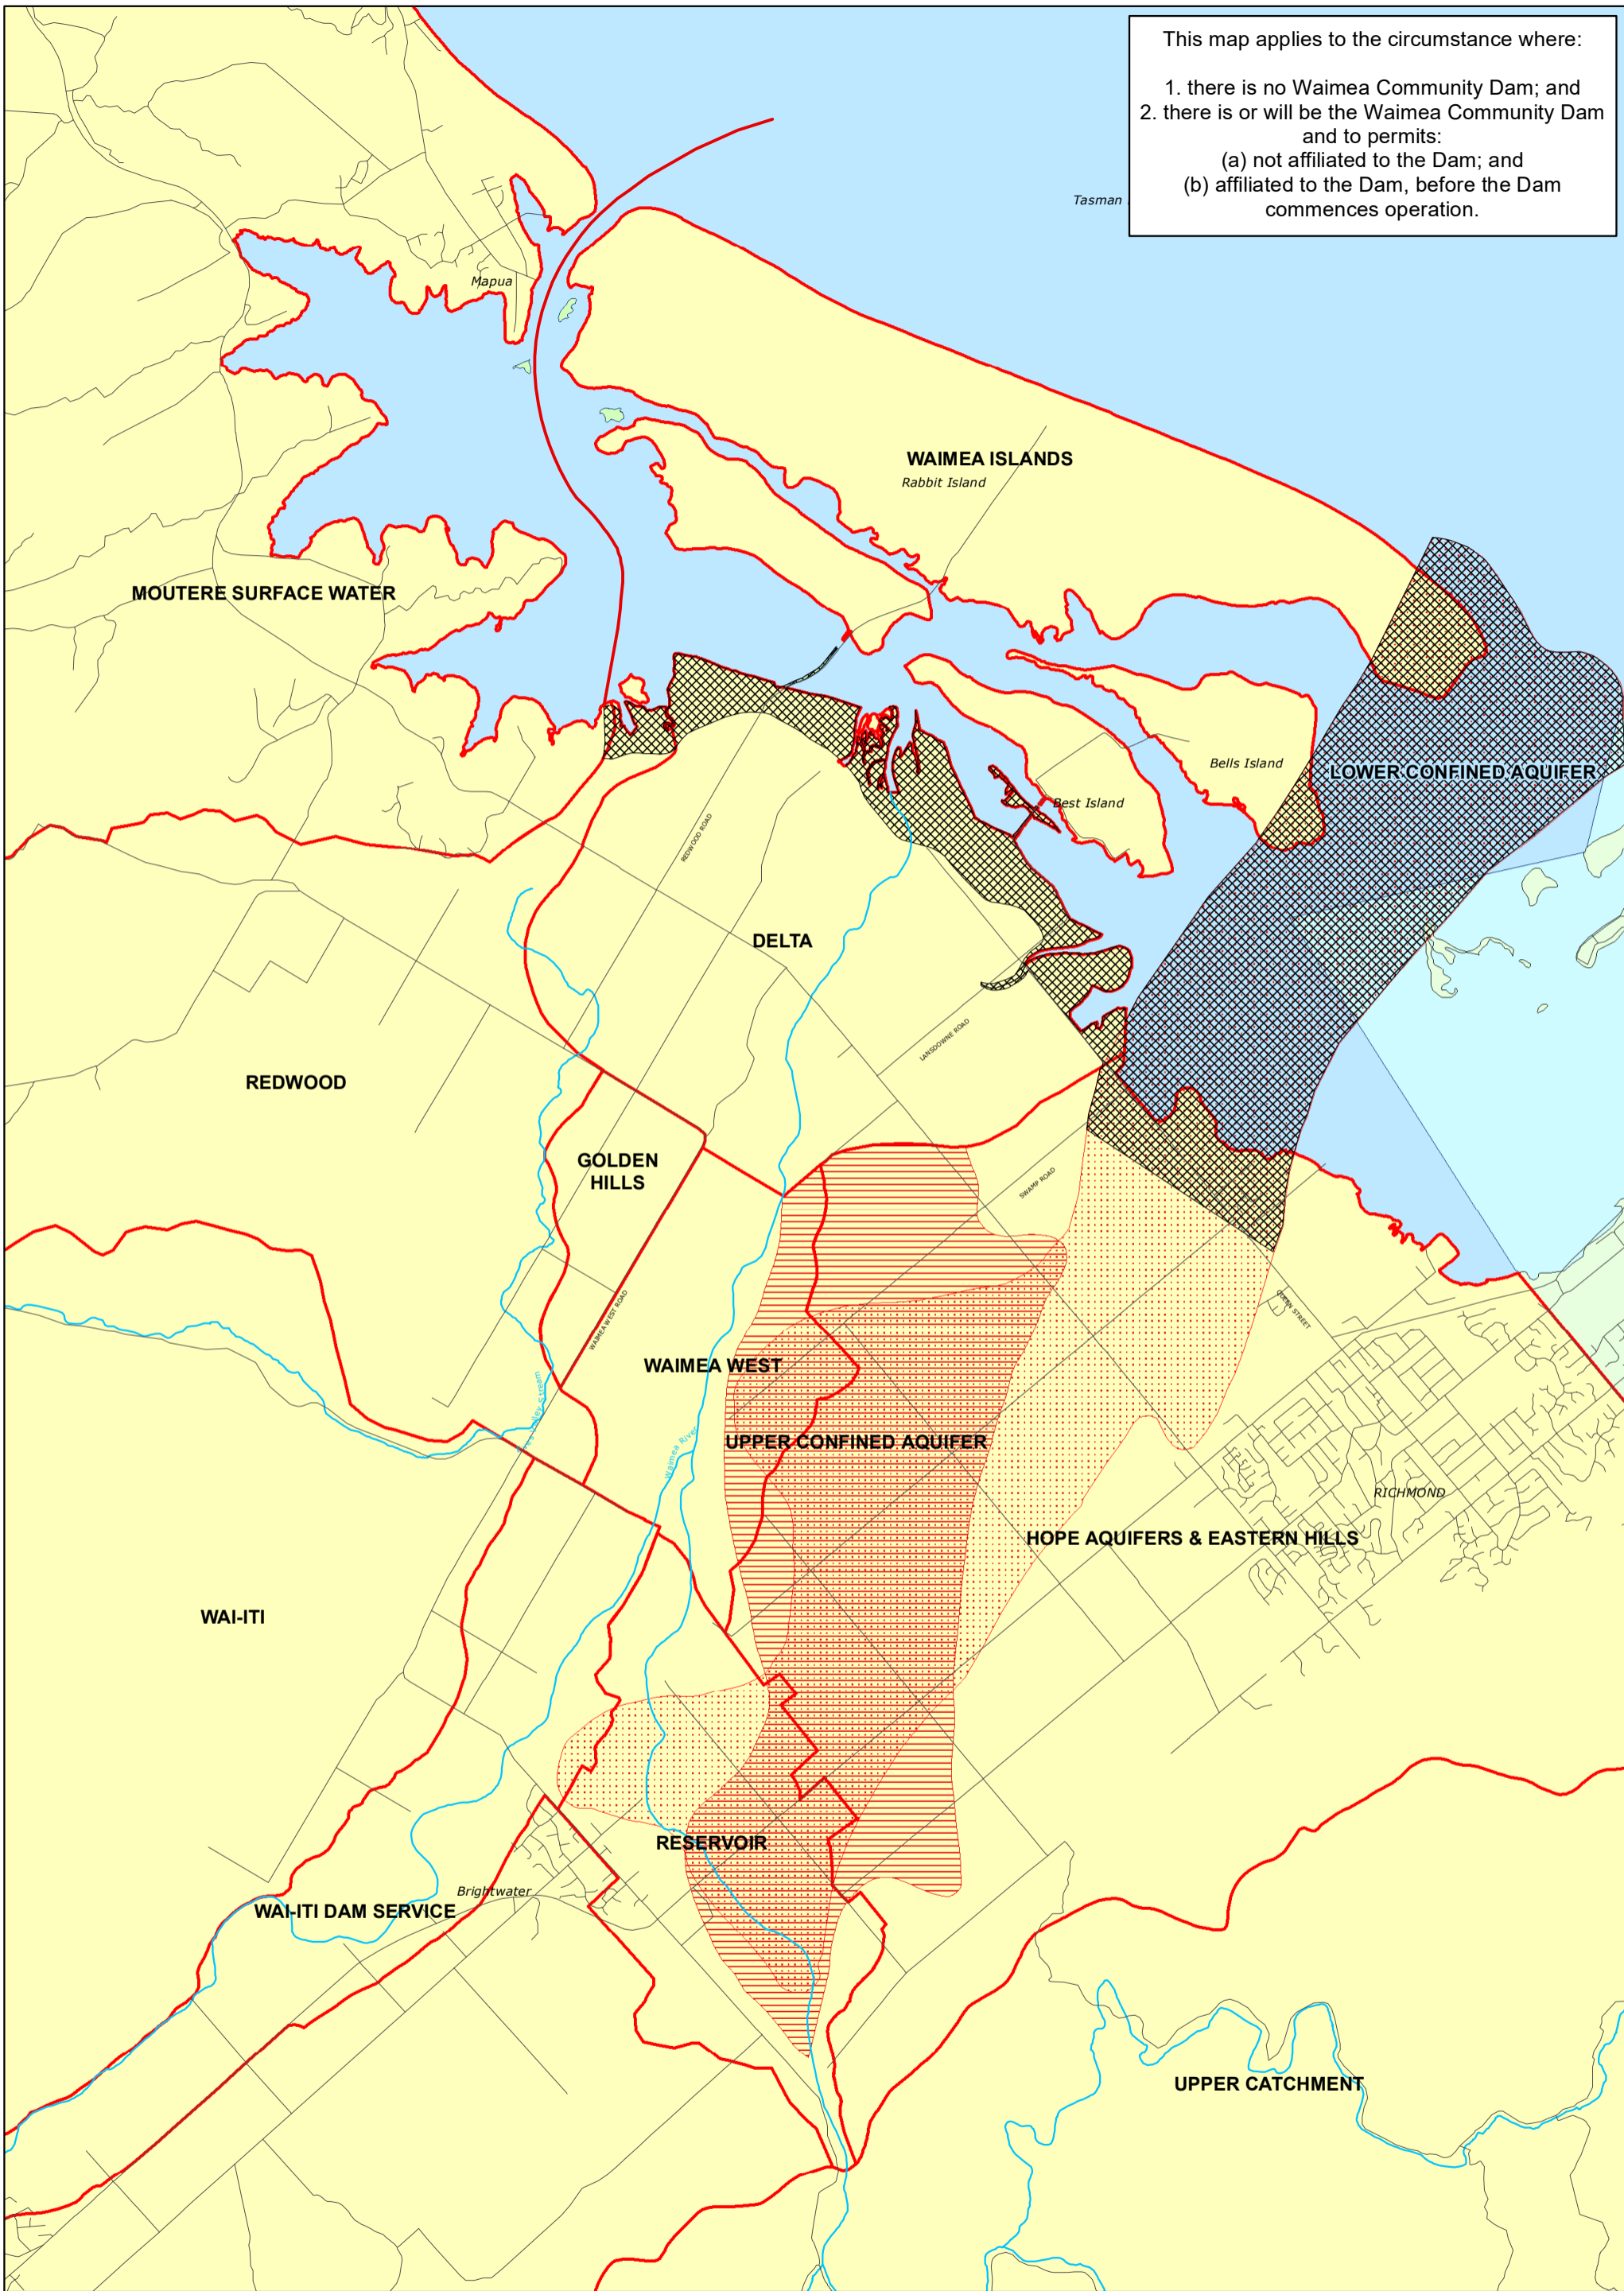 This map applies to the circumstance where:
1. there is no Waimea Community Dam; and
2. there is or will be the Waimea Community Dam
and to permits:
(a) not affiliated to the Dam; and
(b) affiliated to the Dam, before the Dam
commences operation.
Tasman
Mapua
WAIMEA ISLANDS
Rabbit Island
MOUTERE SURFACE WATER
Bells Island
LOWER CONFINED AQUIFER
Best Island
REDWOOD ROAD
DELTA
LANSDOWNE ROAD
REDWOOD
GOLDEN
HILLS
SWAMP ROAD
QUEEN STREET
WAIMEA WEST ROAD
WAIMEA WEST
Stream
Waimea River
UPPER CONFINED AQUIFER
RICHMOND
HOPE AQUIFERS & EASTERN HILLS
WAI-ITI
RESERVOIR
Brightwater
WAI-ITI DAM SERVICE
UPPER CATCHMENT